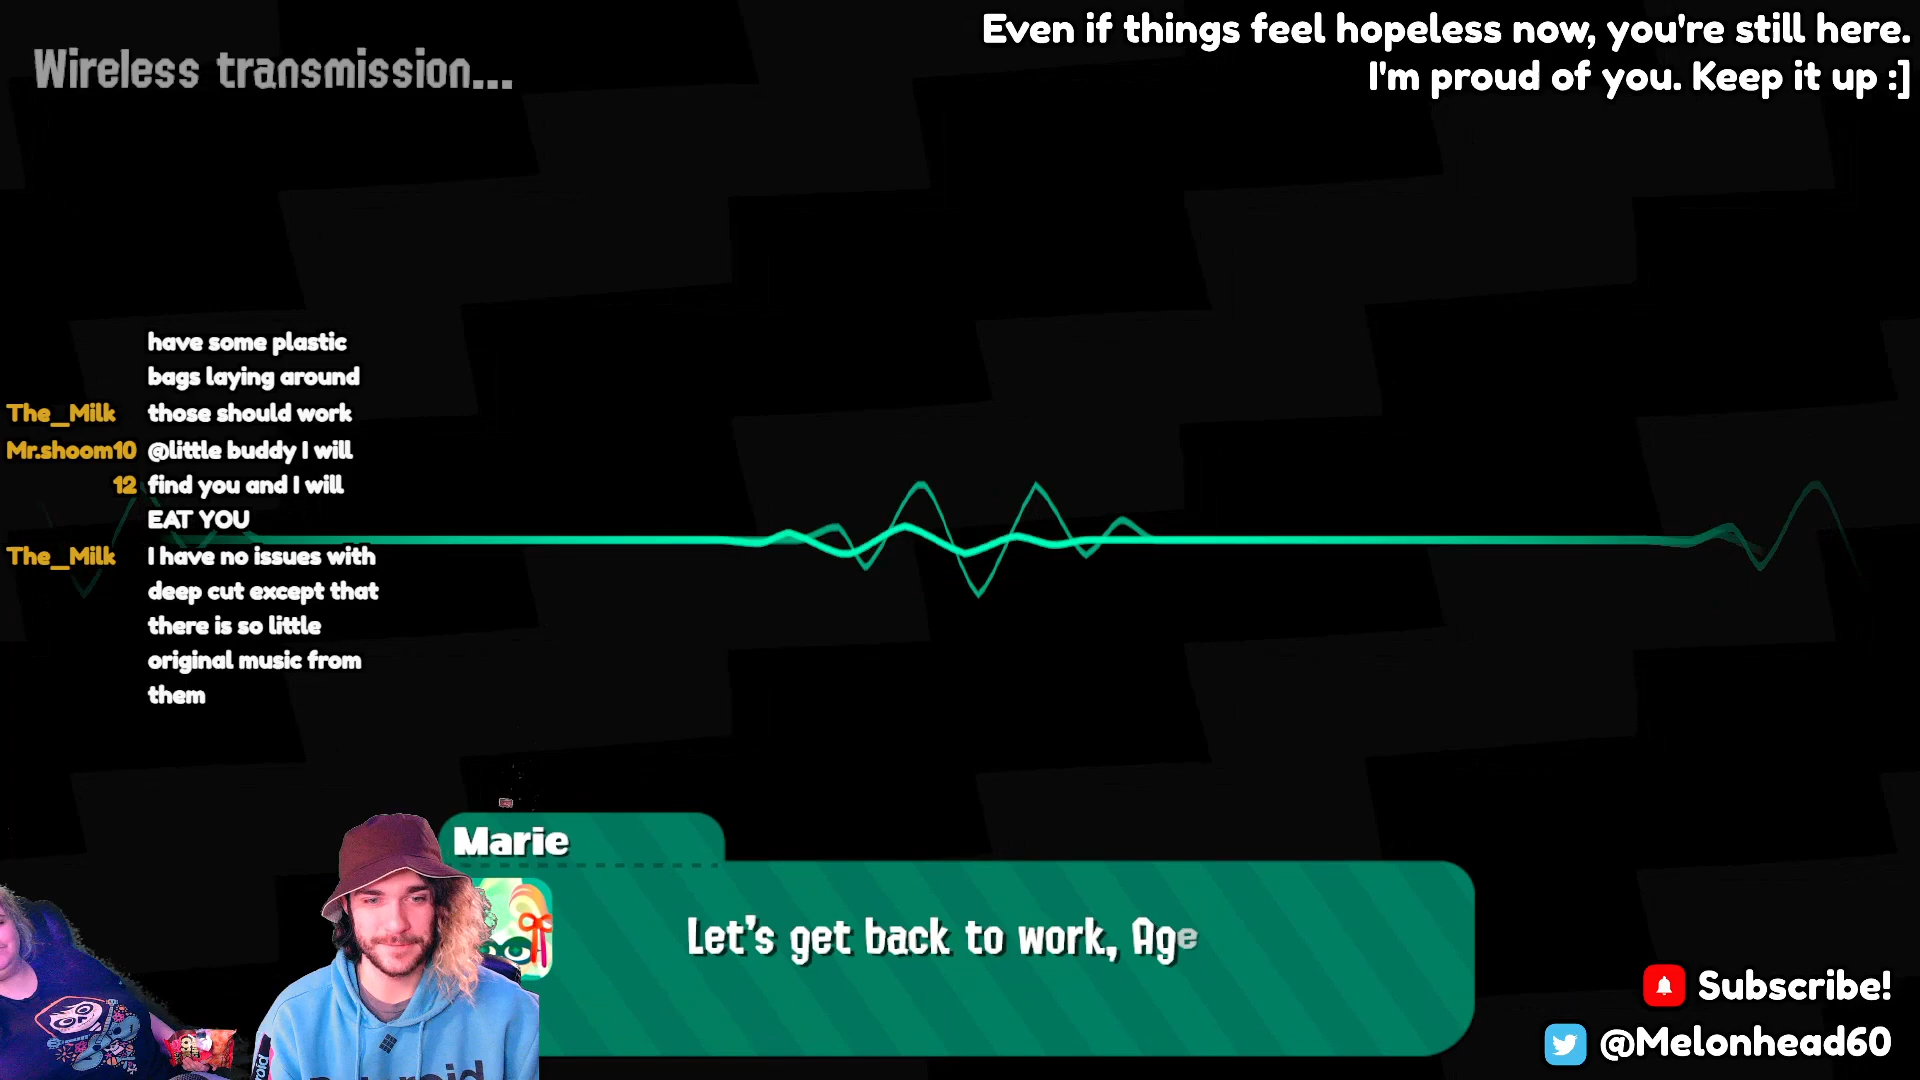 Wireless transmission...
Even if things feel hopeless now, you're still here.
I'm proud of you. Keep it up :]
have some plastic
bags laying around
The_Milk those should work
Mr.shoom10 @little buddy I will
12 find you and I will
EAT YOU
The_Milk I have no issues with
deep cut except that
there is so little
original music from
them
Marie
Let's get back to work, Age
Subscribe!
@Melonhead60